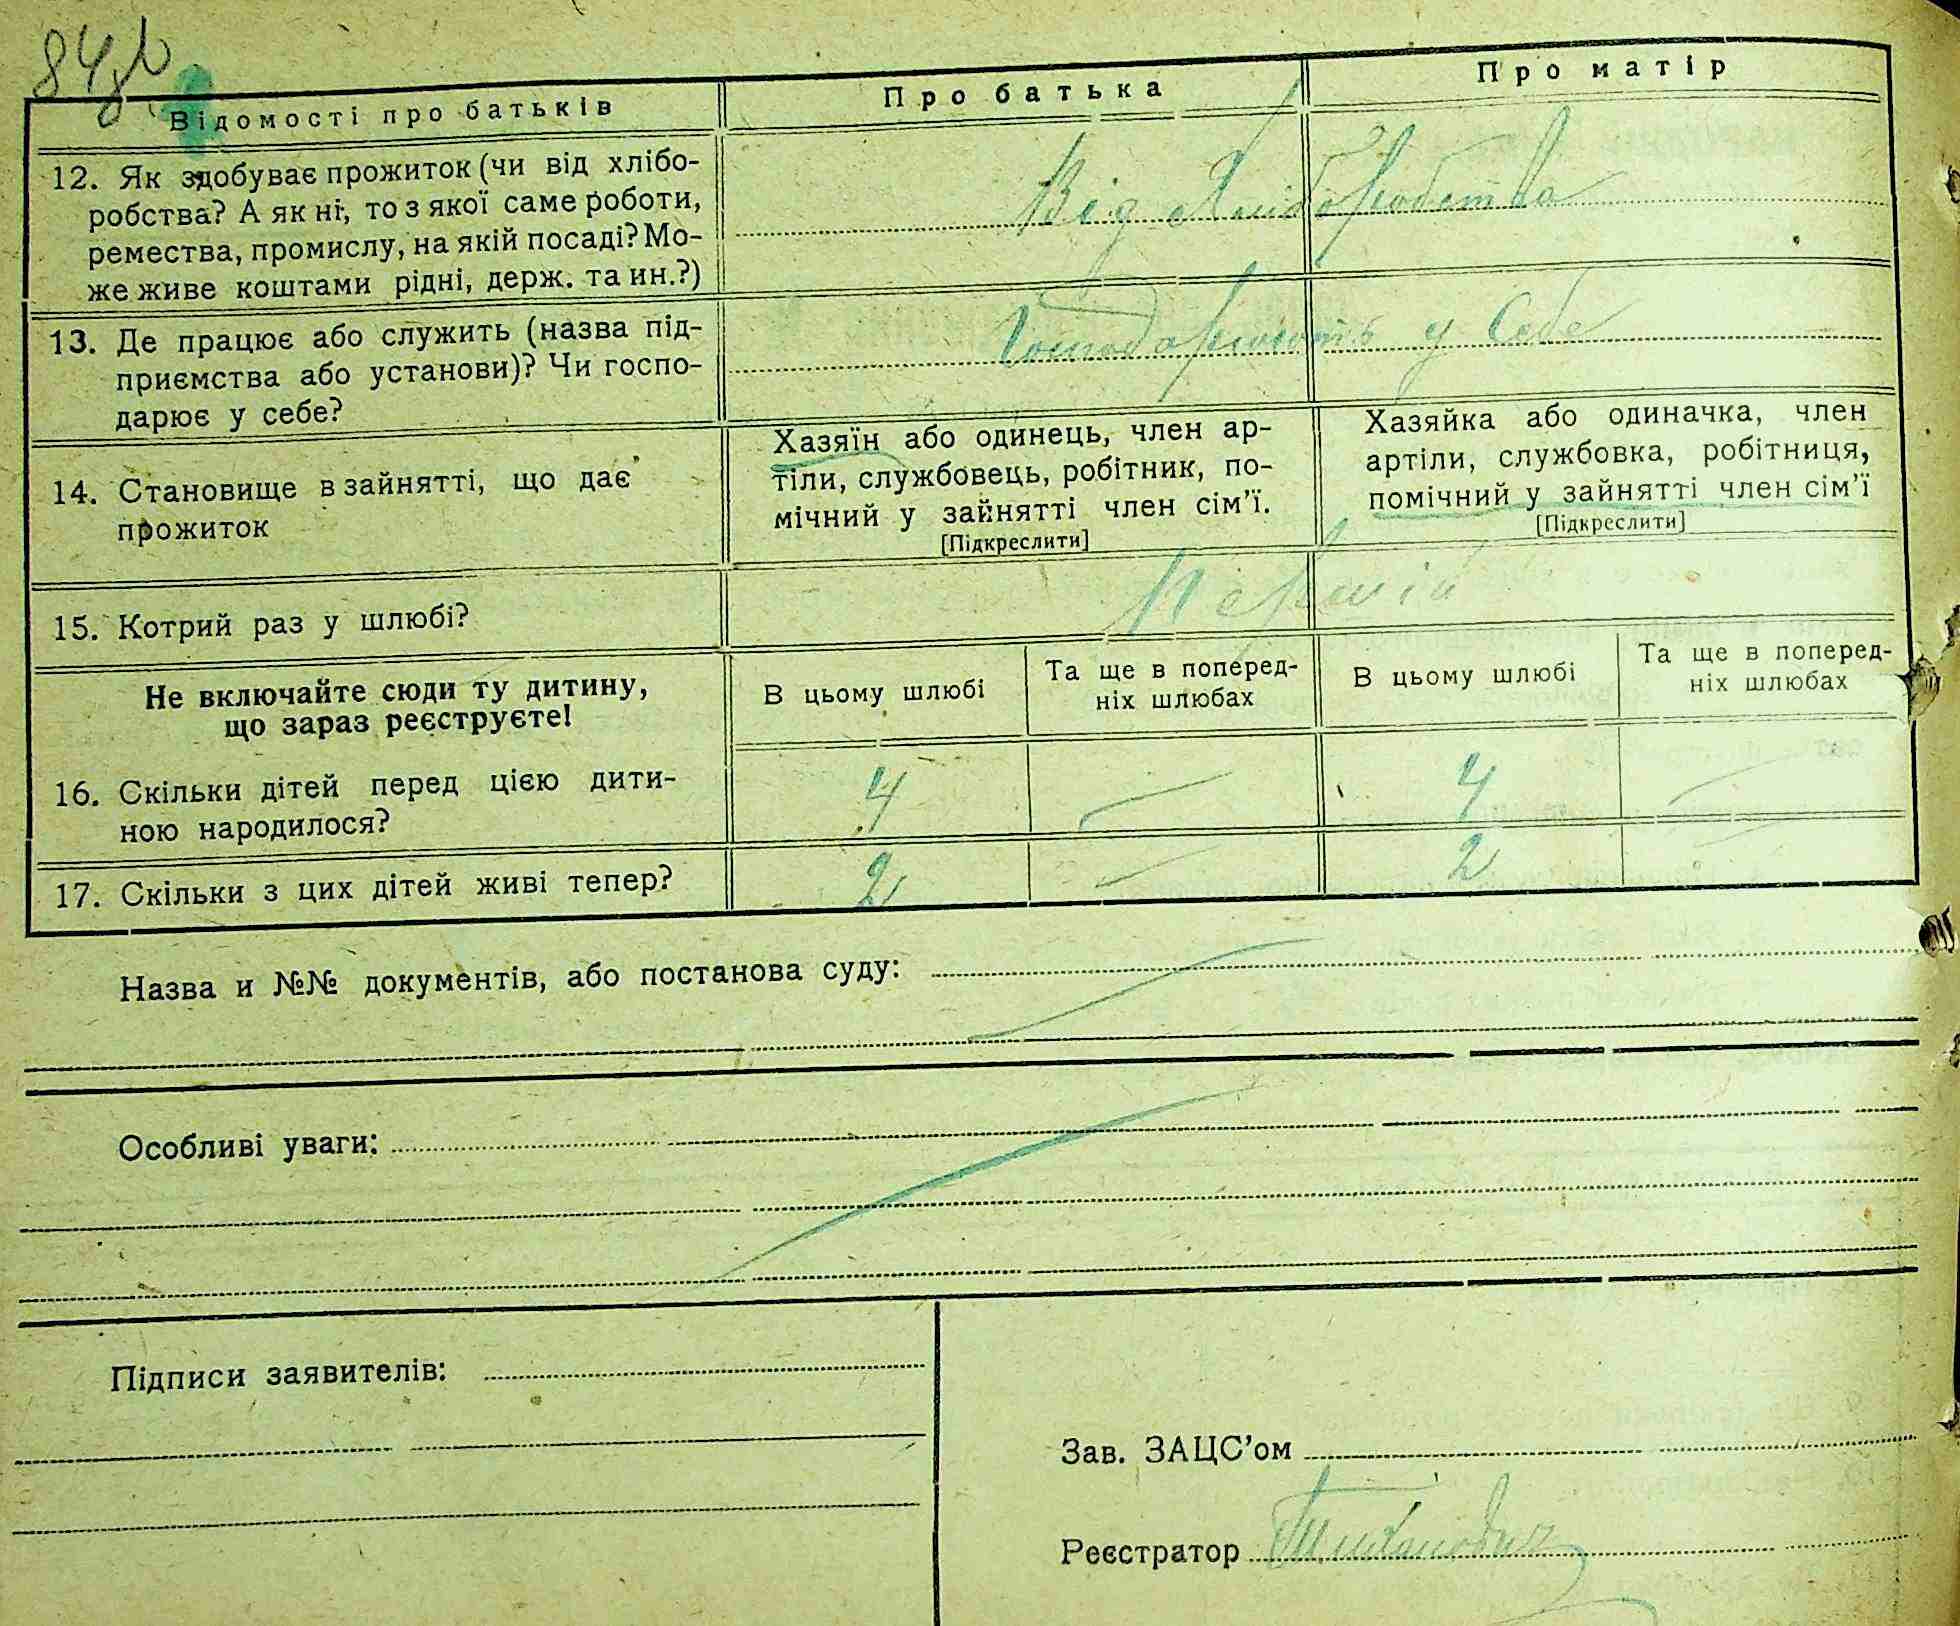 84
Відомості про батьків
Про батька
Про матір
12. Як здобуває прожиток (чи від хлібо-
робства? А як ні, то з якої саме роботи,
ремества, промислу, на якій посаді? Мо-
же живе коштами рідні, держ. та ин.?)
Від Хліборобства
13. Де працює або служить (назва під-
приємства або установи)? Чи госпо-
дарює у себе?
у Себе
14. Становище в зайнятті, що дає
прожиток
Хазяїн або одинець, член ар-
тіли, службовець, робітник, по-
мічний у зайнятті член сім’ї.
[Підкреслити]
Хазяйка або одиначка, член
артіли, службовка, робітниця,
помічний у зайнятті член сім’ї
[Підкреслити]
15. Котрий раз у шлюбі?
Перший
Не включайте сюди ту дитину,
що зараз реєструєте!
В цьому шлюбі
Та ще в поперед-
ніх шлюбах
В цьому шлюбі
Та ще в поперед-
ніх шлюбах
16. Скільки дітей перед цією дити-
ною народилося?
4 — 4 —
17. Скільки з цих дітей живі тепер?
2 — 2 —
Назва и №№ документів, або постанова суду:
Особливі уваги:
Підписи заявителів:
Зав. ЗАЦС’ом
Реєстратор